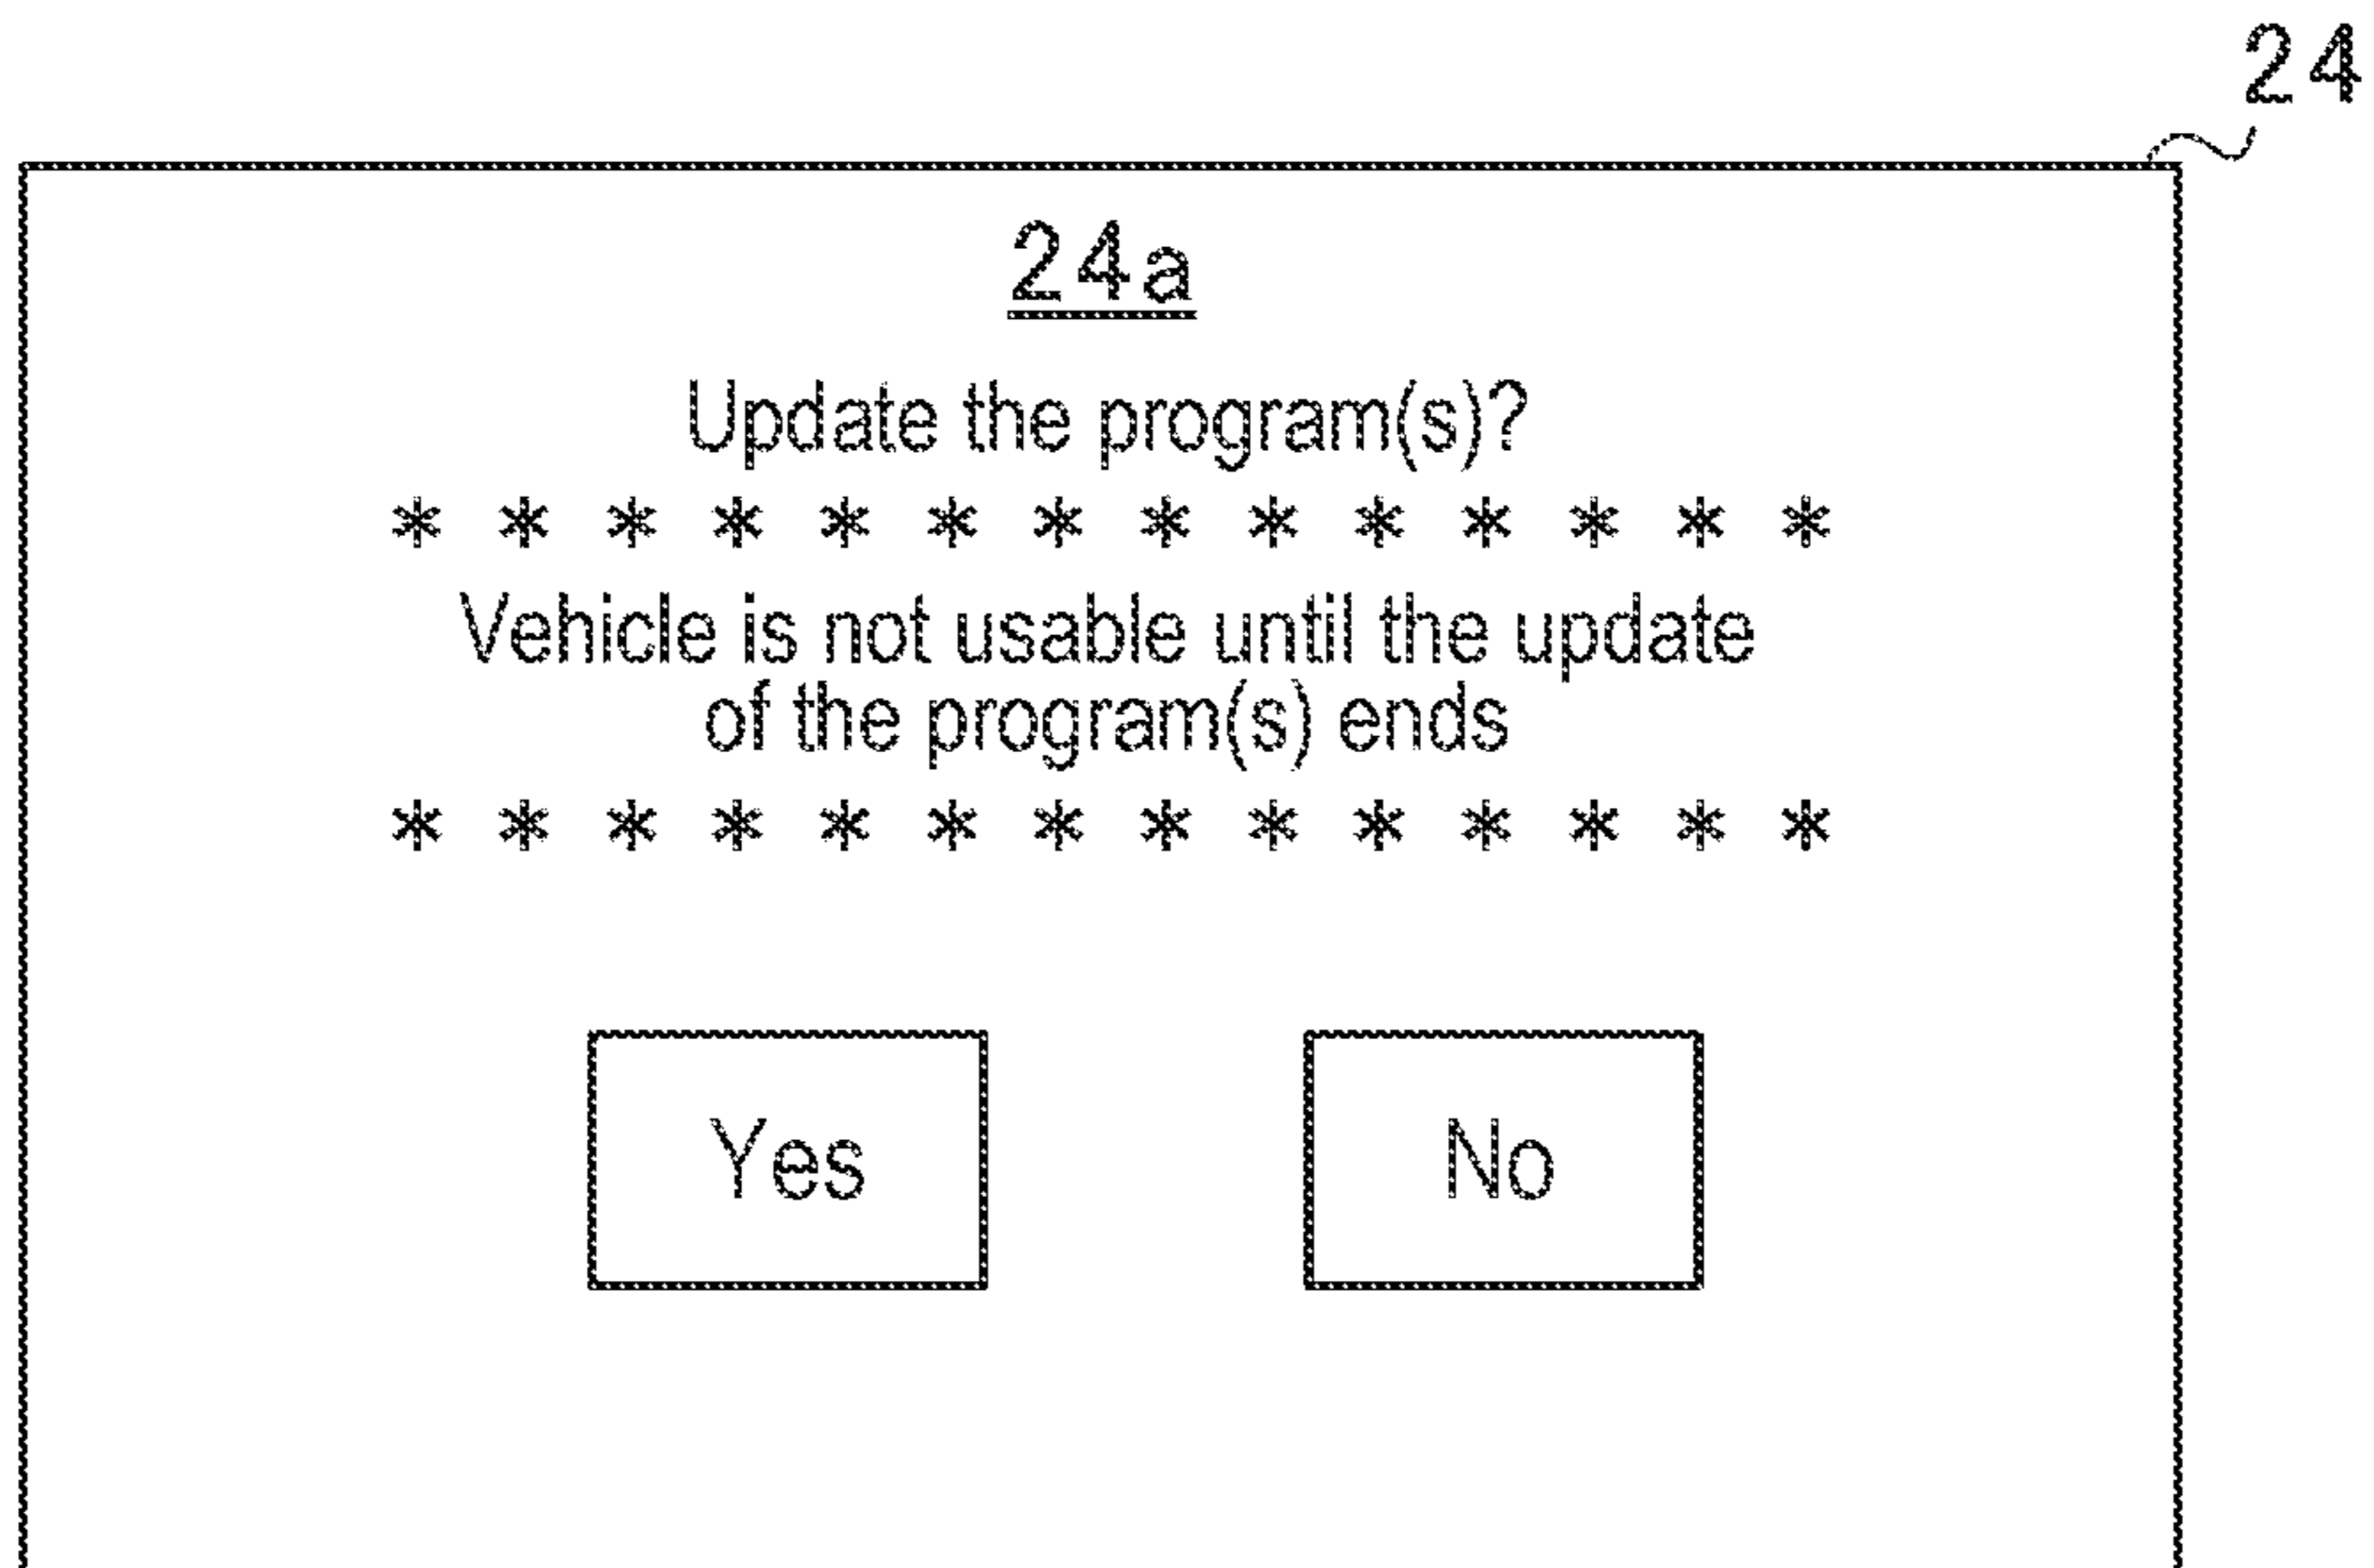 24
24a
Update the program(s)?
* * * * * * * * * * * * * *
Vehicle is not usable until the update
of the program(s) ends
* * * * * * * * * * * * * *
Yes
No